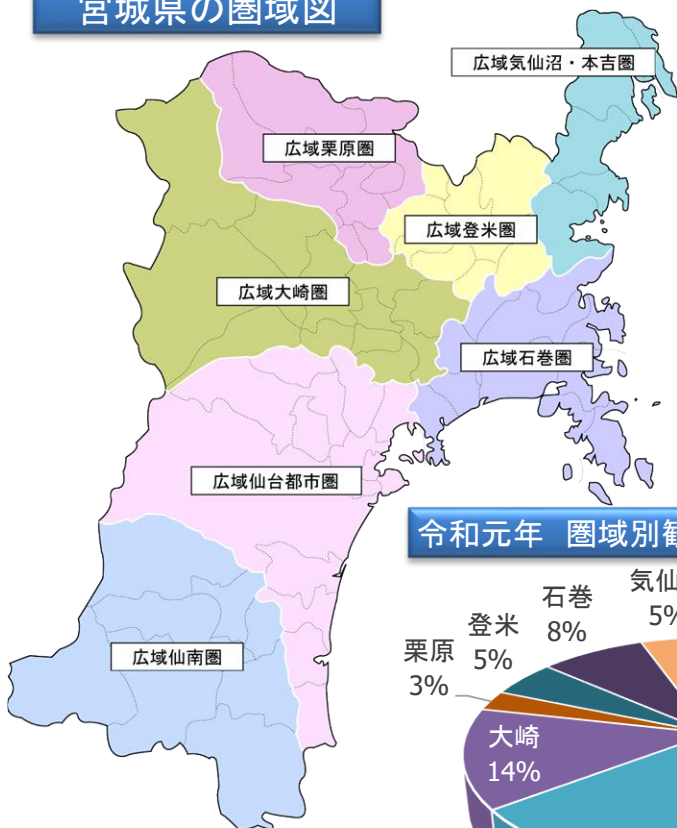 宮城県の圏域図
広域気仙沼・本吉圏
広域栗原圏
広域登米圏
広域大崎圏
広域石巻圏
広域仙台都市圏
広域仙南圏
令和元年 圏域別
気仙
5%
石巻
8%
登米
5%
栗原
3%
大崎
14%